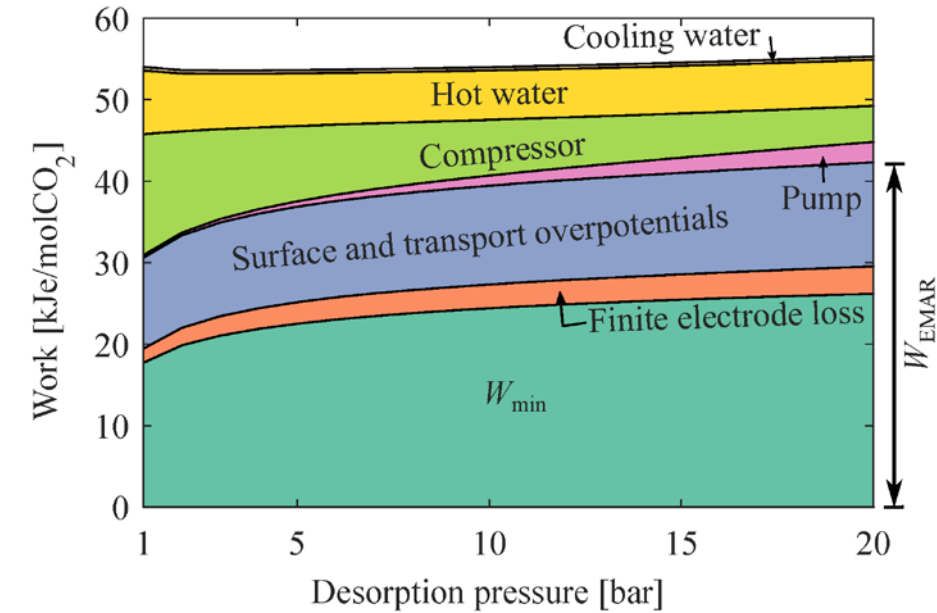 60
50
40
30
20
10
0
Work [kJe/molCO₂]
Cooling water
Hot water
Compressor
Pump
Surface and transport overpotentials
Finite electrode loss
W_min
W_EMAR
1 5 10 15 20
Desorption pressure [bar]